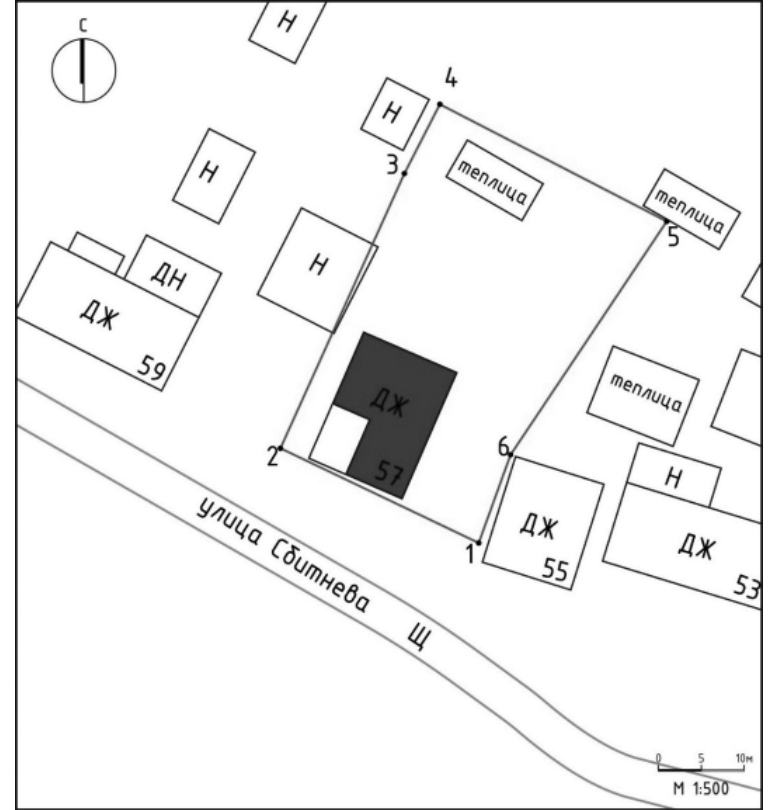 С
Н
4
Н
3
теплица
Н
теплица
5
Н
ДН
ДЖ
59
ДЖ
57
теплица
2
6
Н
ДЖ
55
1
ДЖ
53
улица Сбитнева
Щ
0 5 10м
М 1:500